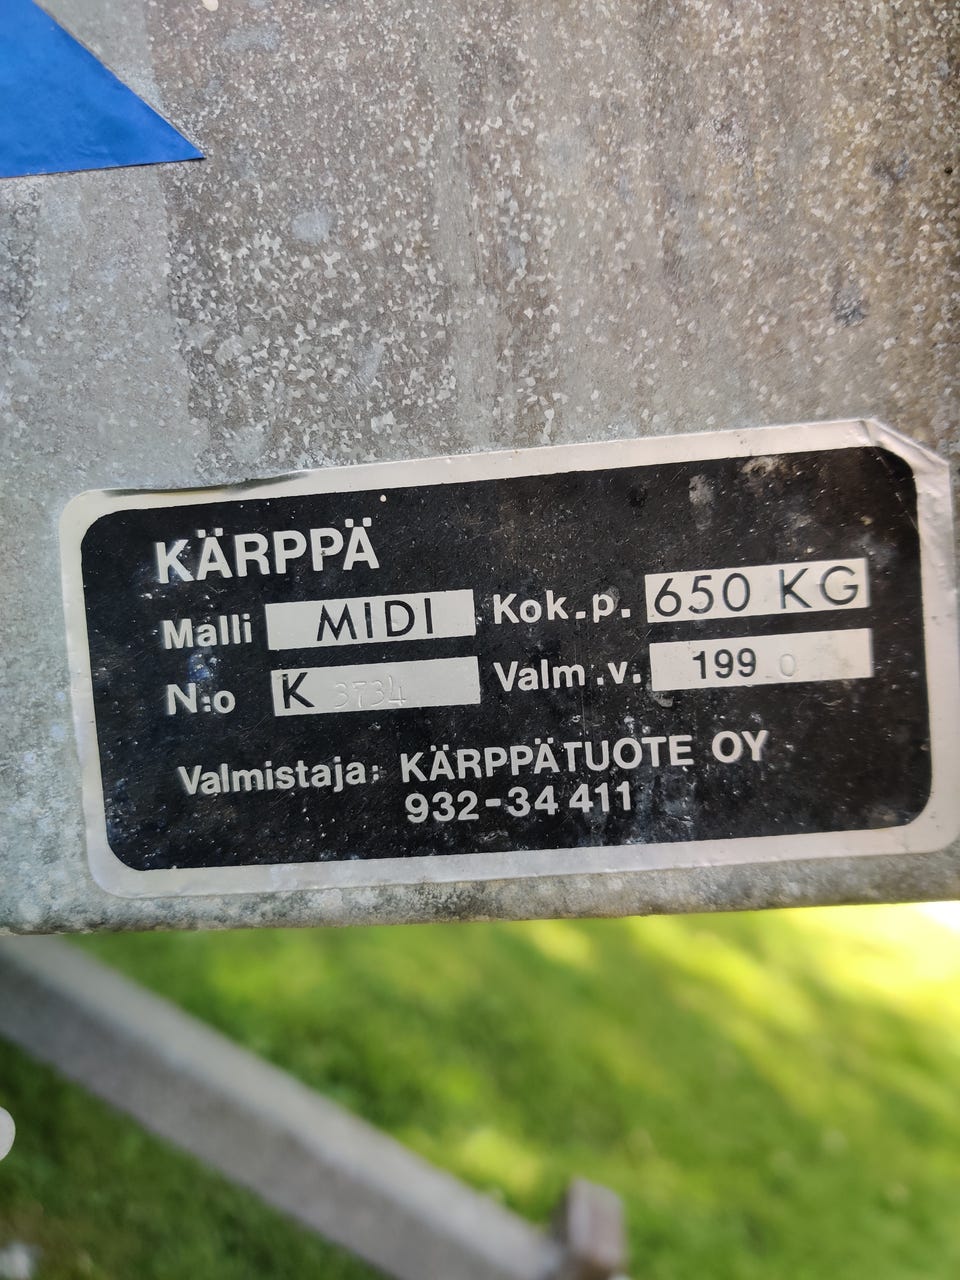 KÄRPPÄ
Malli MIDI Kok.p. 650 KG
N:o K 3734 Valm.v. 1990
Valmistaja: KÄRPPÄTUOTE OY
932-34 411